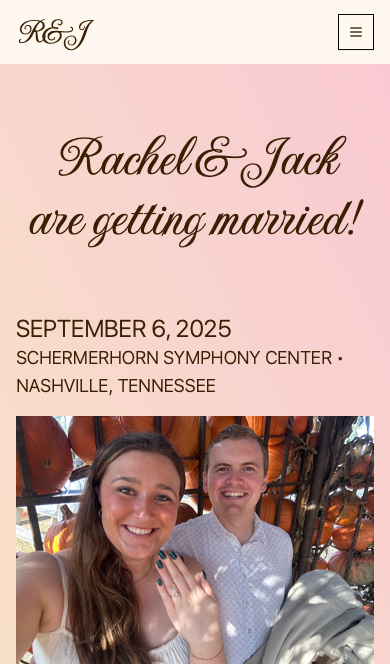 R&J
Rachel & Jack
are getting married!
SEPTEMBER 6, 2025
SCHERMERHORN SYMPHONY CENTER •
NASHVILLE, TENNESSEE